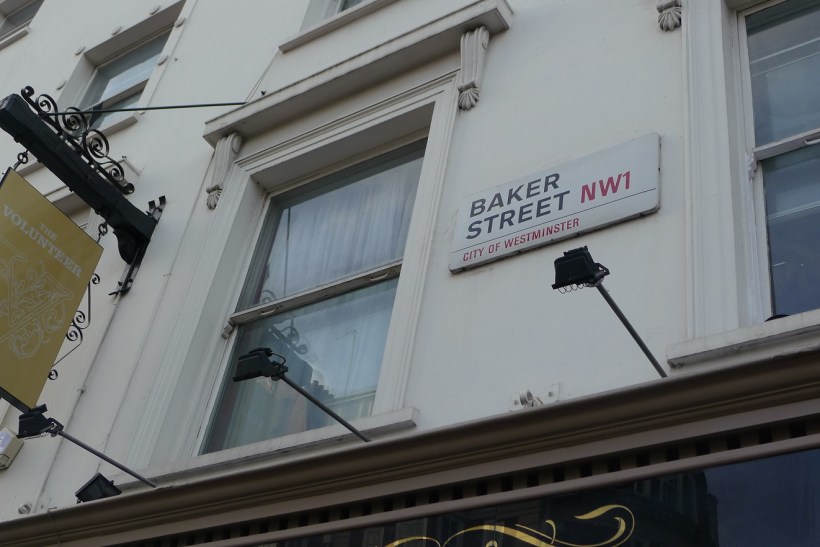 THE
VOLUNTEER
BAKER
STREET NW1
CITY OF WESTMINSTER